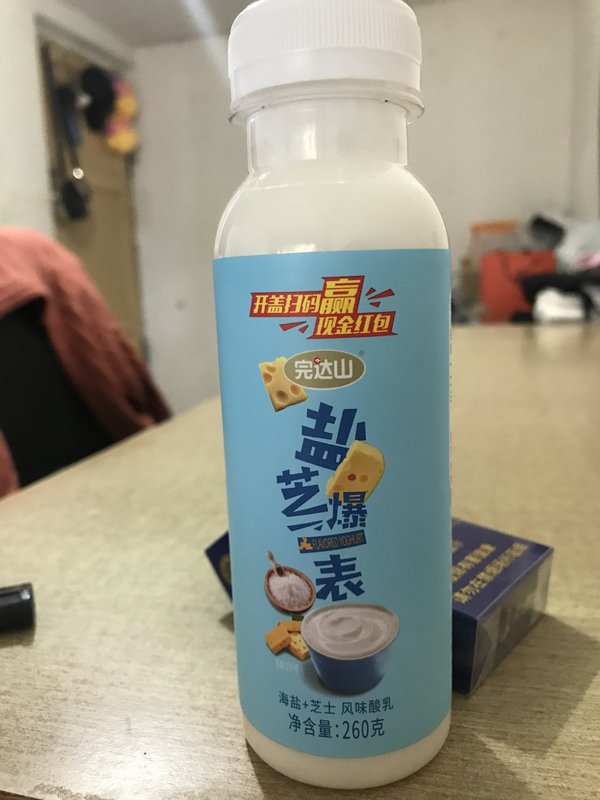 开盖扫码赢
现金红包
完达山
盐
芝爆
FLAVORED YOGHURT
表
海盐+芝士 风味酸乳
净含量:260克